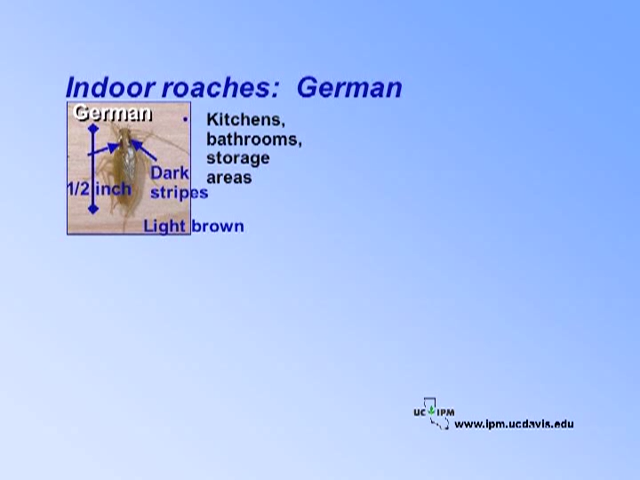 Indoor roaches: German
German
1/2 inch
Dark
stripes
Light brown
• Kitchens,
bathrooms,
storage
areas
UC IPM
www.ipm.ucdavis.edu